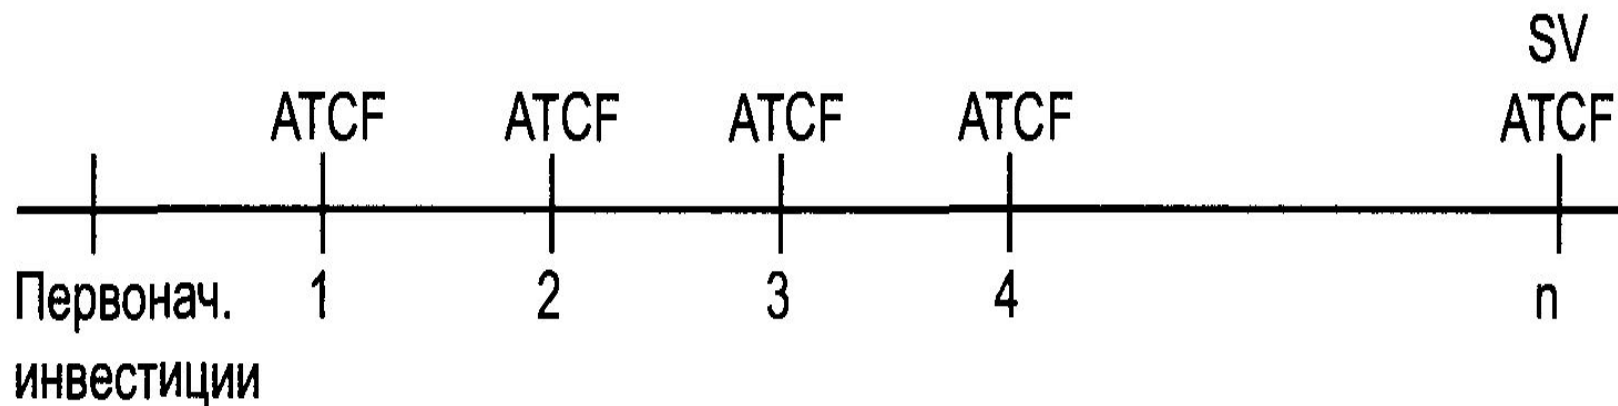 SV
ATCF ATCF ATCF ATCF ATCF
Первонач. 1 2 3 4 n
инвестиции